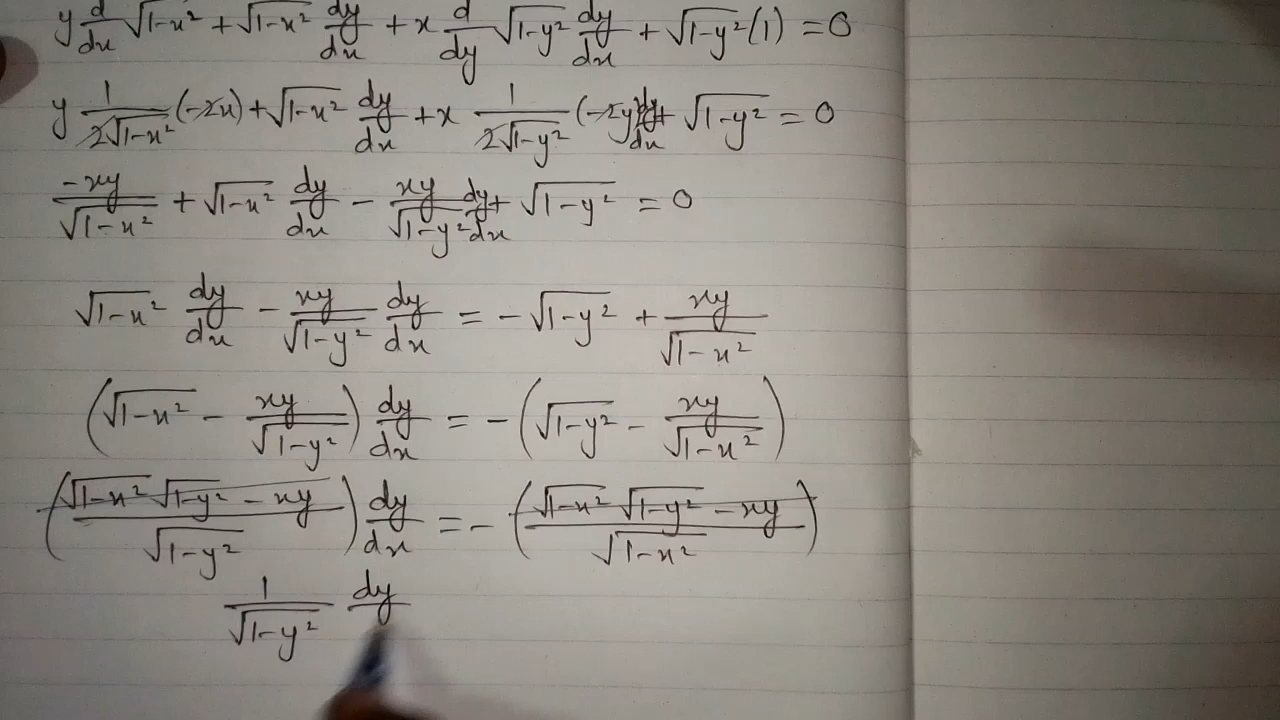 y d/dx √1-x² + √1-x² dy/dx + x d/dy √1-y² dy/dx + √1-y² (1) = 0
y 1/2√1-x² (-2x) + √1-x² dy/dx + x 1/2√1-y² (-2y) dy/dx + √1-y² = 0
-xy/√1-x² + √1-x² dy/dx - xy/√1-y² dy/dx + √1-y² = 0
√1-x² dy/dx - xy/√1-y² dy/dx = - √1-y² + xy/√1-x²
(√1-x² - xy/√1-y²) dy/dx = - (√1-y² - xy/√1-x²)
(√1-x² √1-y² - xy/√1-y²) dy/dx = - (√1-x² √1-y² - xy/√1-x²)
1/√1-y² dy